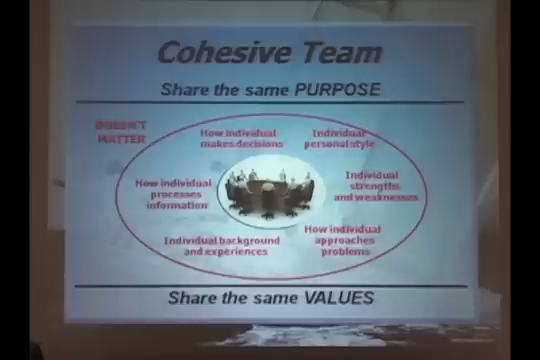 Cohesive Team
Share the same PURPOSE
DOESN'T
MATTER
How individual
makes decisions
Individual
personal style
How individual
processes
information
Individual
strengths
and weaknesses
Individual background
and experiences
How individual
approaches
problems
Share the same VALUES